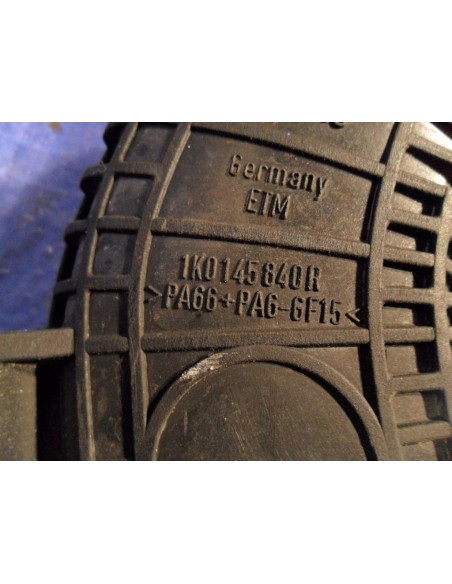 Germany
ETM
1K0 145 840 R
>PA66+PA6-GF15<